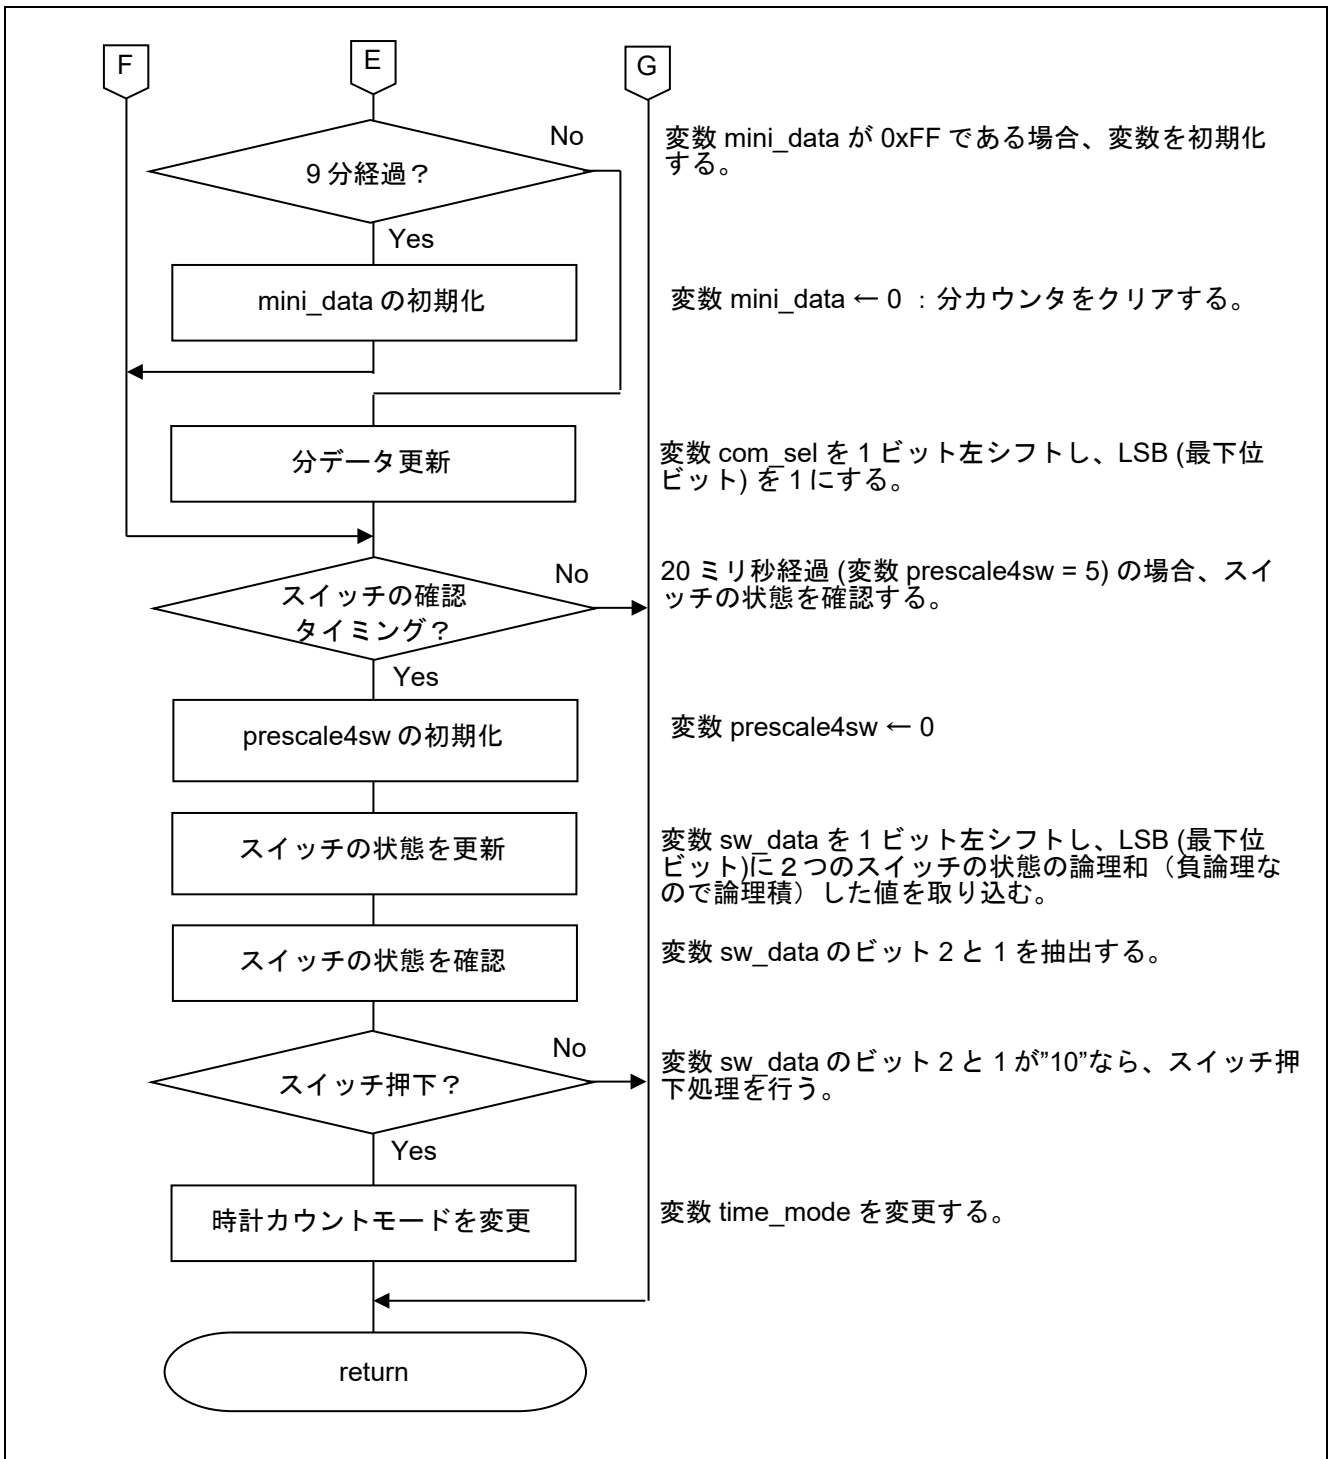 F
E
G
No
変数 mini_data が 0xFF である場合、変数を初期化
する。
9 分経過？
Yes
mini_data の初期化
変数 mini_data ← 0 ：分カウンタをクリアする。
分データ更新
変数 com_sel を 1 ビット左シフトし、LSB (最下位
ビット) を 1 にする。
No
20 ミリ秒経過 (変数 prescale4sw = 5) の場合、スイ
ッチの状態を確認する。
スイッチの確認
タイミング？
Yes
prescale4sw の初期化
変数 prescale4sw ← 0
スイッチの状態を更新
変数 sw_data を 1 ビット左シフトし、LSB (最下位
ビット)に 2 つのスイッチの状態の論理和（負論理な
ので論理積）した値を取り込む。
スイッチの状態を確認
変数 sw_data のビット 2 と 1 を抽出する。
No
変数 sw_data のビット 2 と 1 が”10”なら、スイッチ押
下処理を行う。
スイッチ押下？
Yes
時計カウントモードを変更
変数 time_mode を変更する。
return